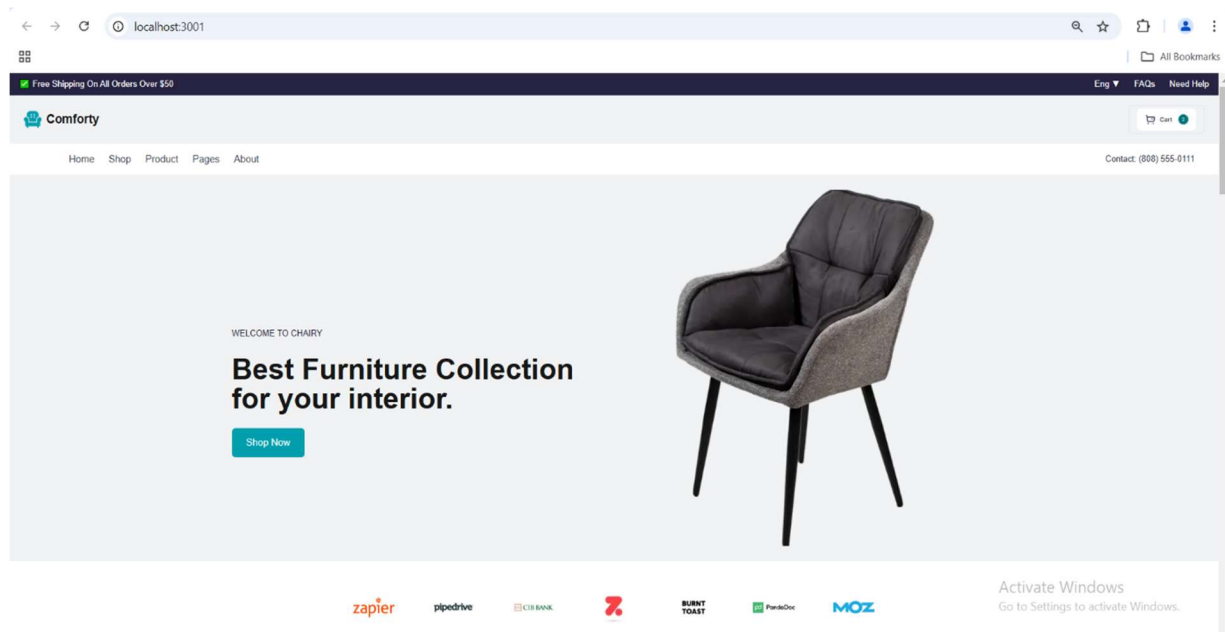 localhost:3001
All Bookmarks
Free Shipping On All Orders Over $50
Eng ▼ FAQs Need Help
Comforty
Cart 2
Home Shop Product Pages About
Contact: (808) 555-0111
WELCOME TO CHAIRY
Best Furniture Collection
for your interior.
Shop Now
zapier pipedrive CIB BANK Z BURNT TOAST PandaDoc MOZ
Activate Windows
Go to Settings to activate Windows.